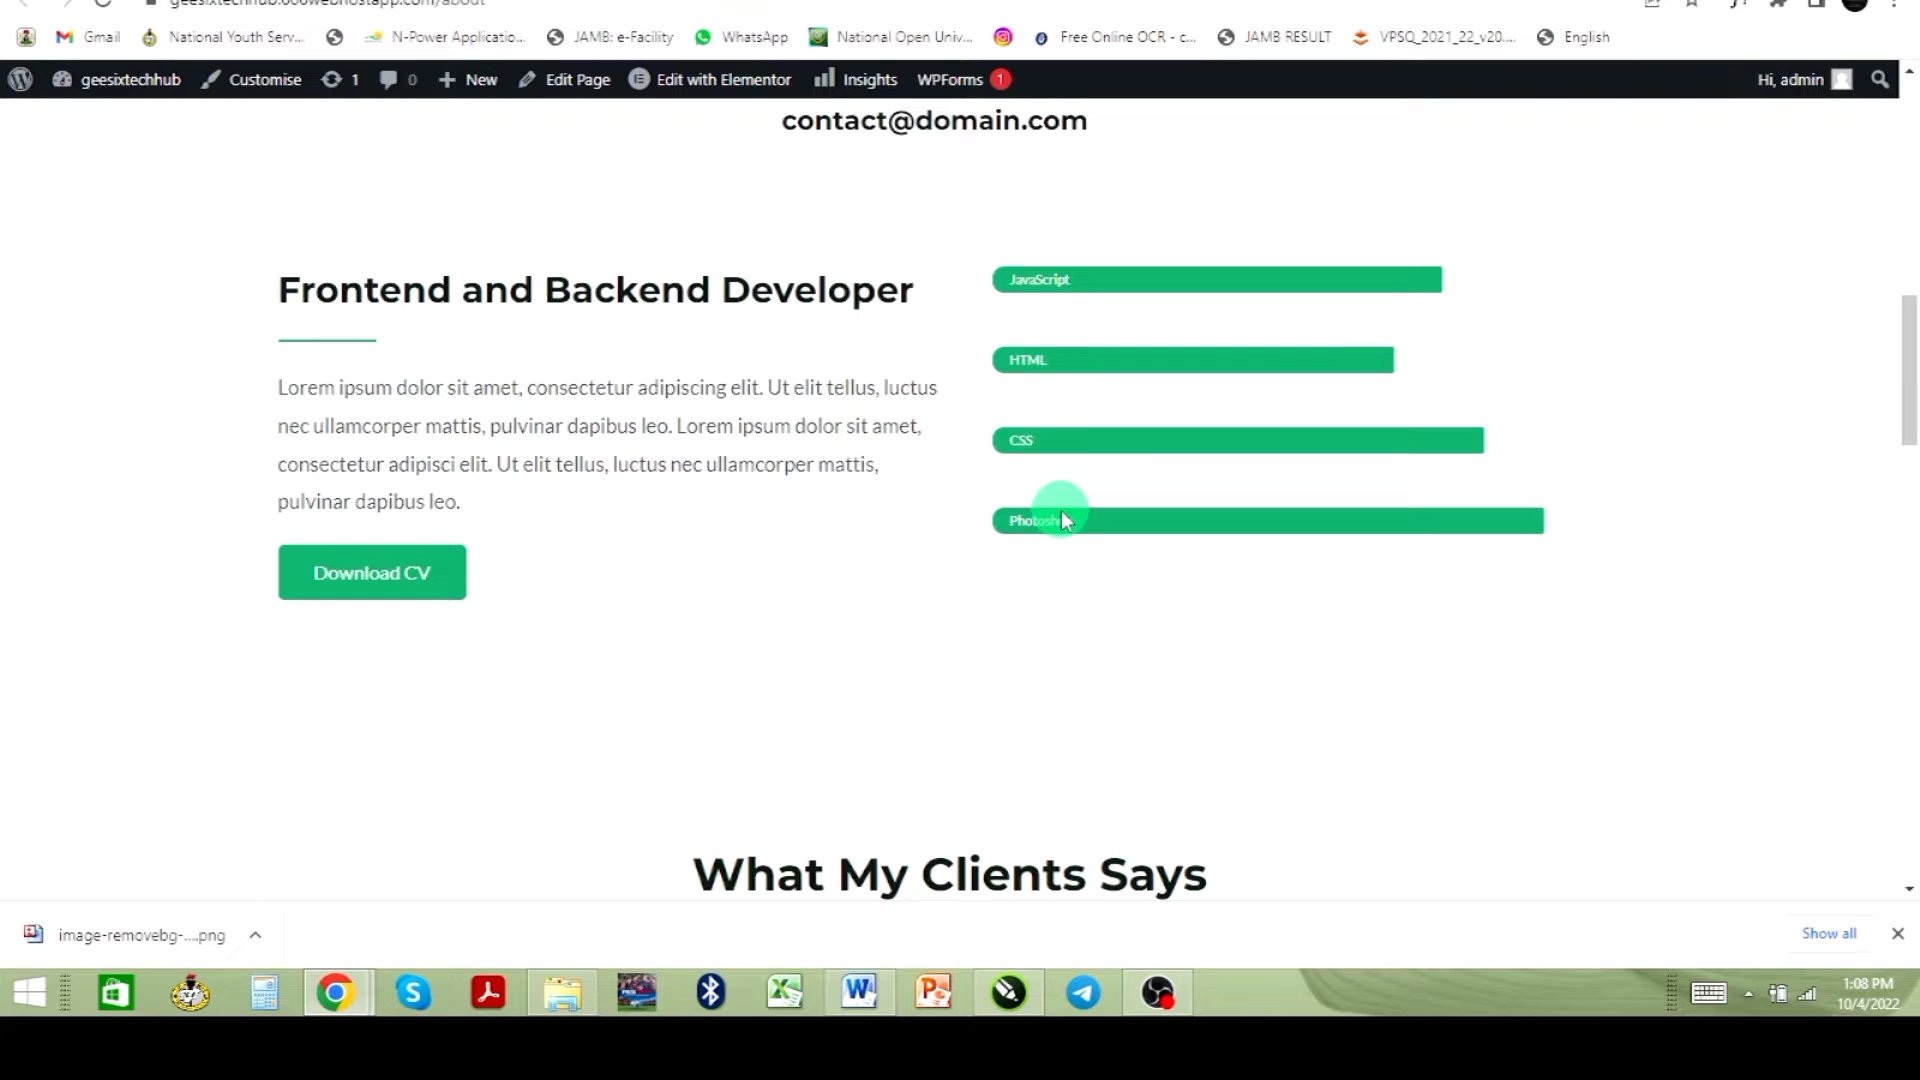 geesixtechhub.000webhostapp.com/about
Gmail
National Youth Serv...
N-Power Applicatio...
JAMB: e-Facility
WhatsApp
National Open Univ...
Free Online OCR - c...
JAMB RESULT
VPSQ_2021_22_v20....
English
geesixtechhub
Customise
1
0
New
Edit Page
Edit with Elementor
Insights
WPForms 1
Hi, admin
contact@domain.com
Frontend and Backend Developer
Lorem ipsum dolor sit amet, consectetur adipiscing elit. Ut elit tellus, luctus
nec ullamcorper mattis, pulvinar dapibus leo. Lorem ipsum dolor sit amet,
consectetur adipisci elit. Ut elit tellus, luctus nec ullamcorper mattis,
pulvinar dapibus leo.
Download CV
JavaScript
HTML
CSS
What My Clients Says
image-removebg-....png
Show all
1:08 PM
10/4/2022